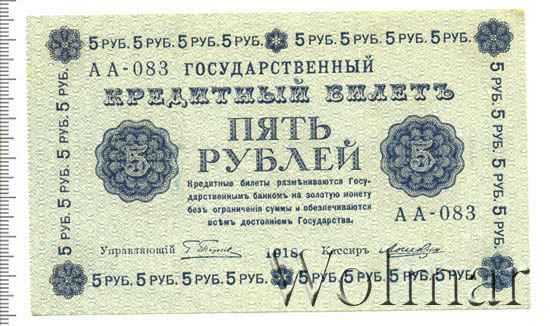 5 РУБ. 5 РУБ. 5 РУБ. 5 РУБ. 5 РУБ. 5 РУБ. 5 РУБ. 5 РУБ.
АА-083 ГОСУДАРСТВЕННЫЙ
КРЕДИТНЫЙ БИЛЕТЪ
ПЯТЬ
РУБЛЕЙ
5
5
Кредитные билеты размѣниваются Госу-
дарственнымъ банкомъ на золотую монету
безъ ограниченія суммы и обезпечиваются
всѣмъ достояніемъ Государства.
АА-083
Управляющій
1918
Кассиръ
5 РУБ. 5 РУБ. 5 РУБ. 5 РУБ. 5 РУБ. 5 РУБ.
5 РУБ. 5 РУБ. 5 РУБ. 5 РУБ.
5 РУБ. 5 РУБ. 5 РУБ. 5 РУБ.
Wolmar